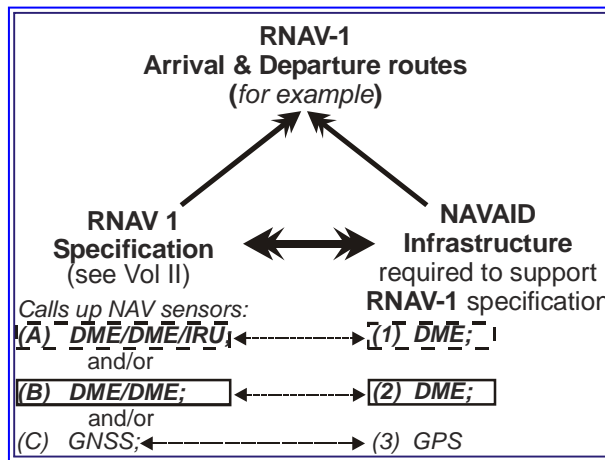 RNAV-1
Arrival & Departure routes
(for example)
RNAV 1
Specification
(see Vol II)
NAVAID
Infrastructure
required to support
RNAV-1 specification
Calls up NAV sensors:
(A) DME/DME/IRU; (1) DME;
and/or
(B) DME/DME; (2) DME;
and/or
(C) GNSS; (3) GPS